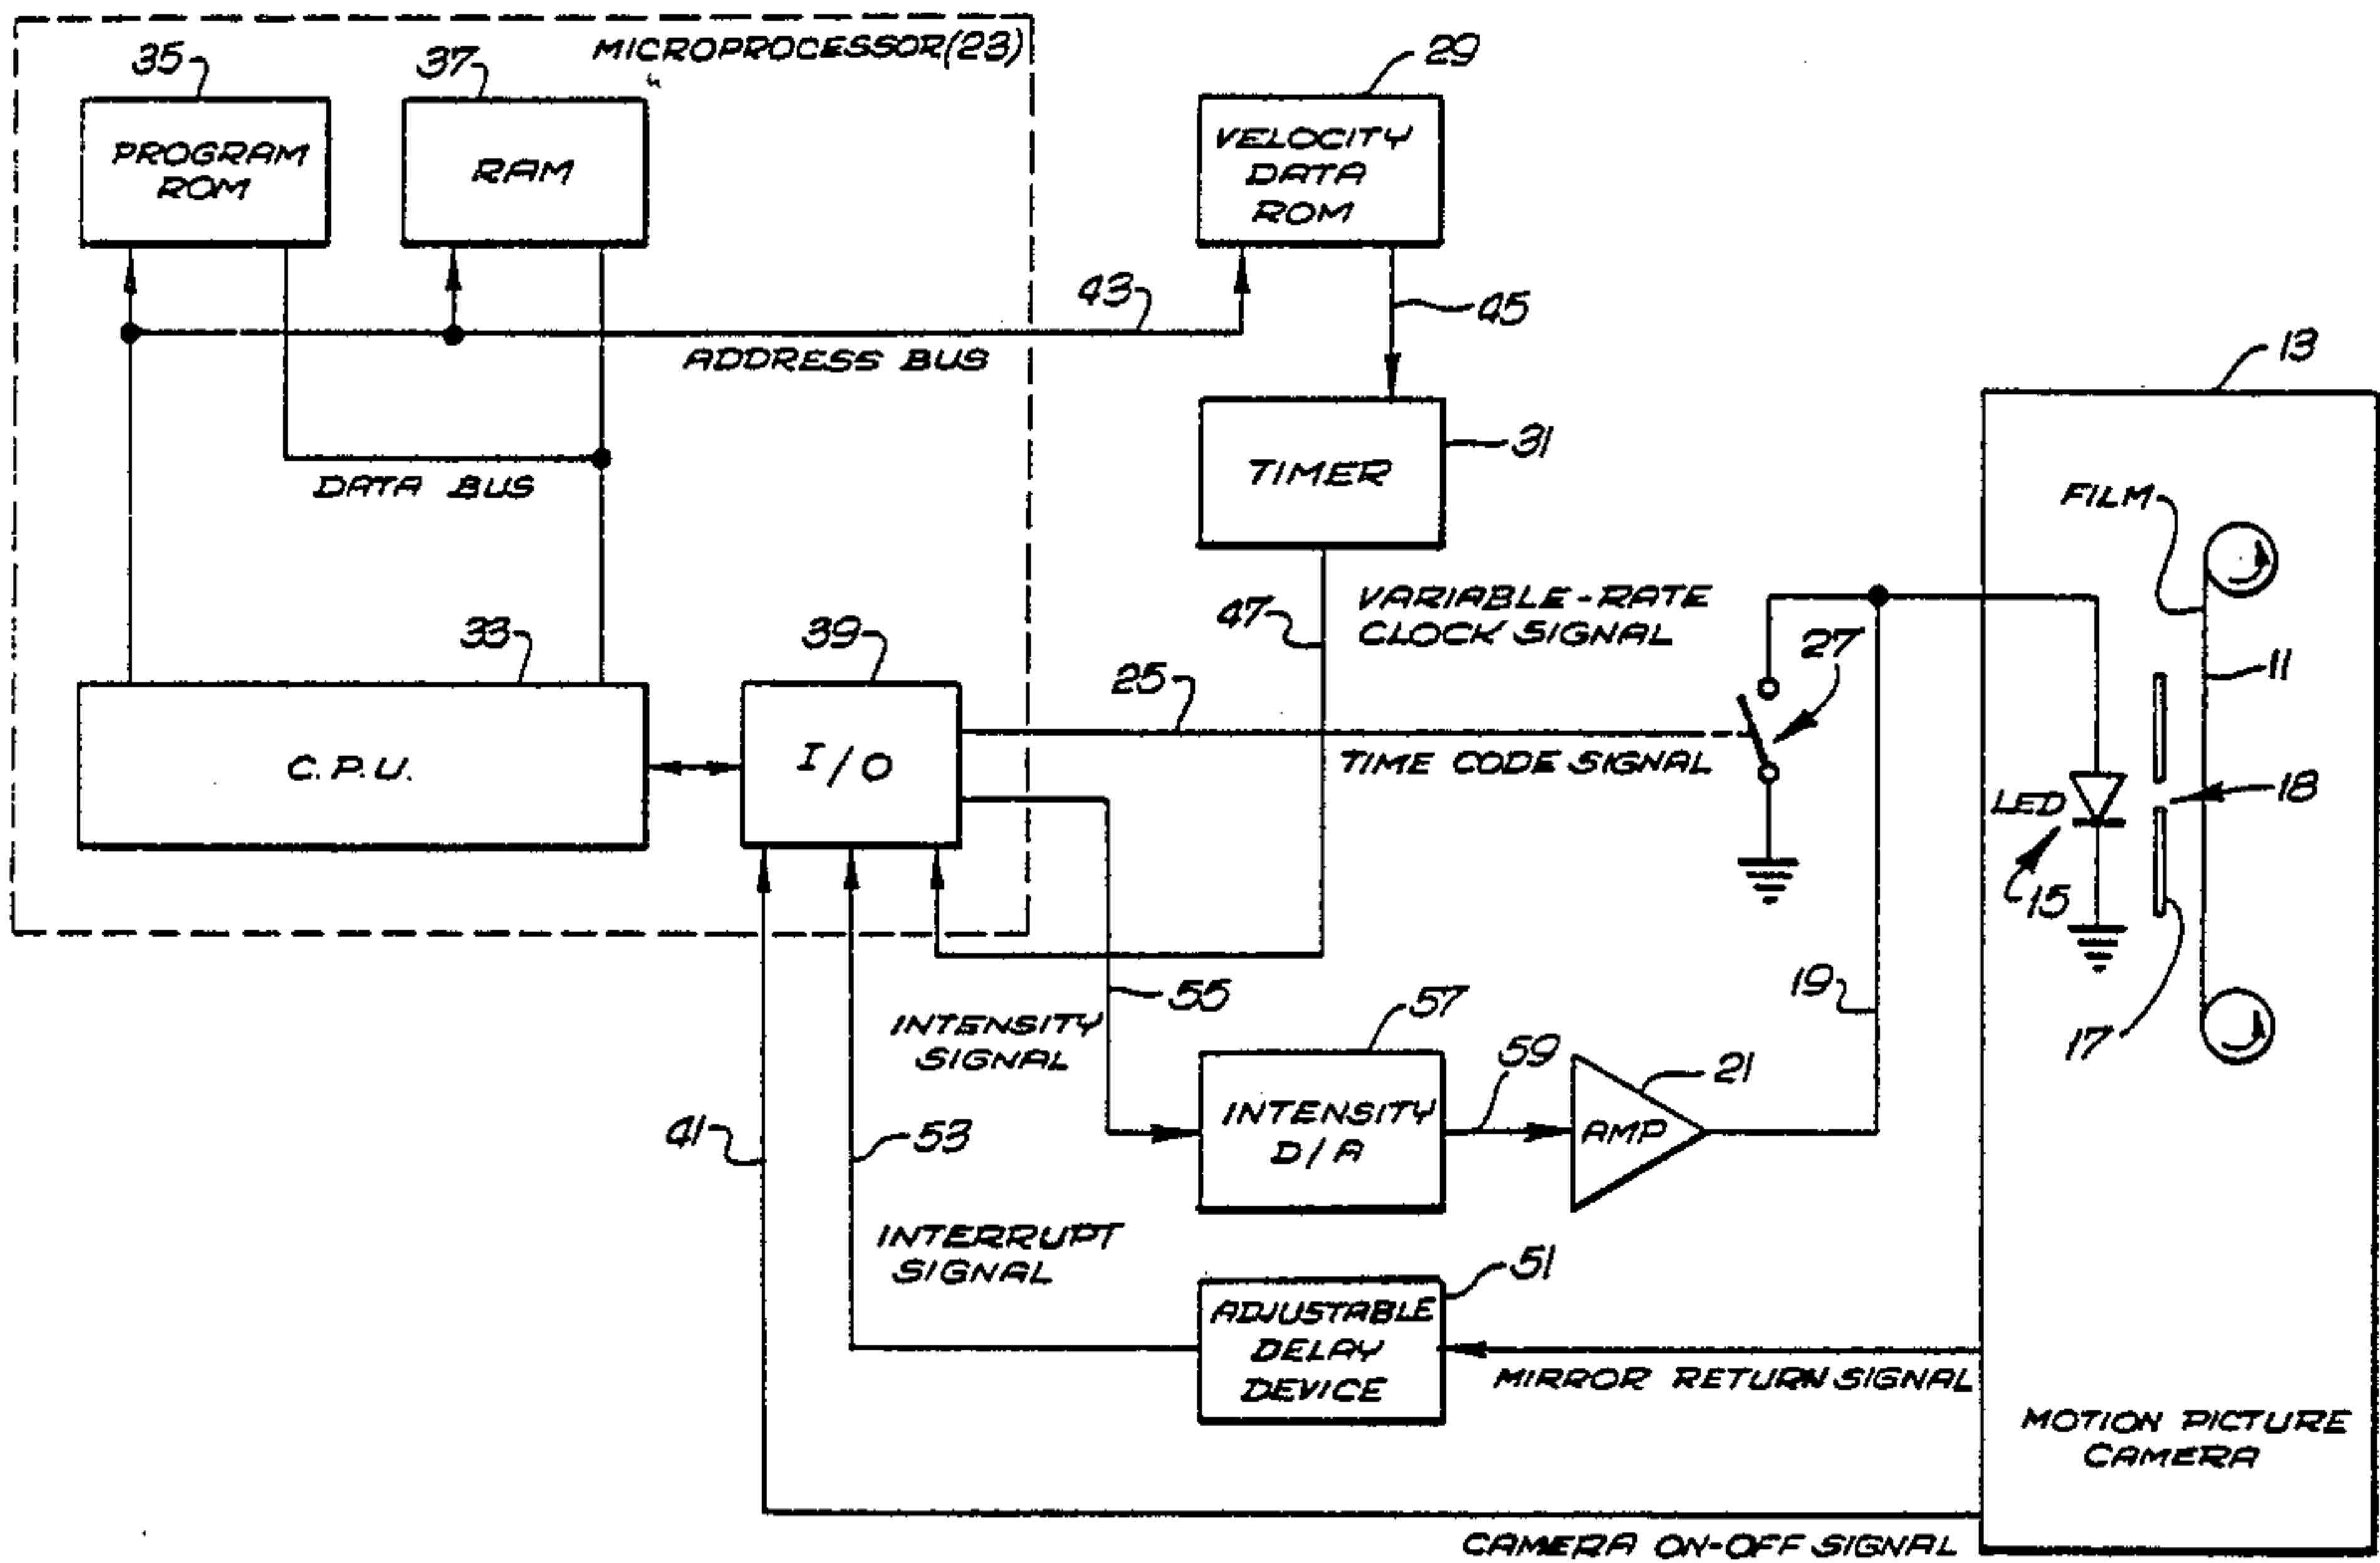 MICROPROCESSOR(23)
35
37
29
PROGRAM
ROM
RAM
VELOCITY
DATA
ROM
43
45
ADDRESS BUS
13
31
TIMER
DATA BUS
FILM
33
39
47
VARIABLE-RATE
CLOCK SIGNAL
27
11
25
C.P.U.
I/O
TIME CODE SIGNAL
LED
18
15
17
55
19
INTENSITY
SIGNAL
57
59
21
41
53
INTENSITY
D/A
AMP
INTERRUPT
SIGNAL
51
ADJUSTABLE
DELAY
DEVICE
MIRROR RETURN SIGNAL
MOTION PICTURE
CAMERA
CAMERA ON-OFF SIGNAL